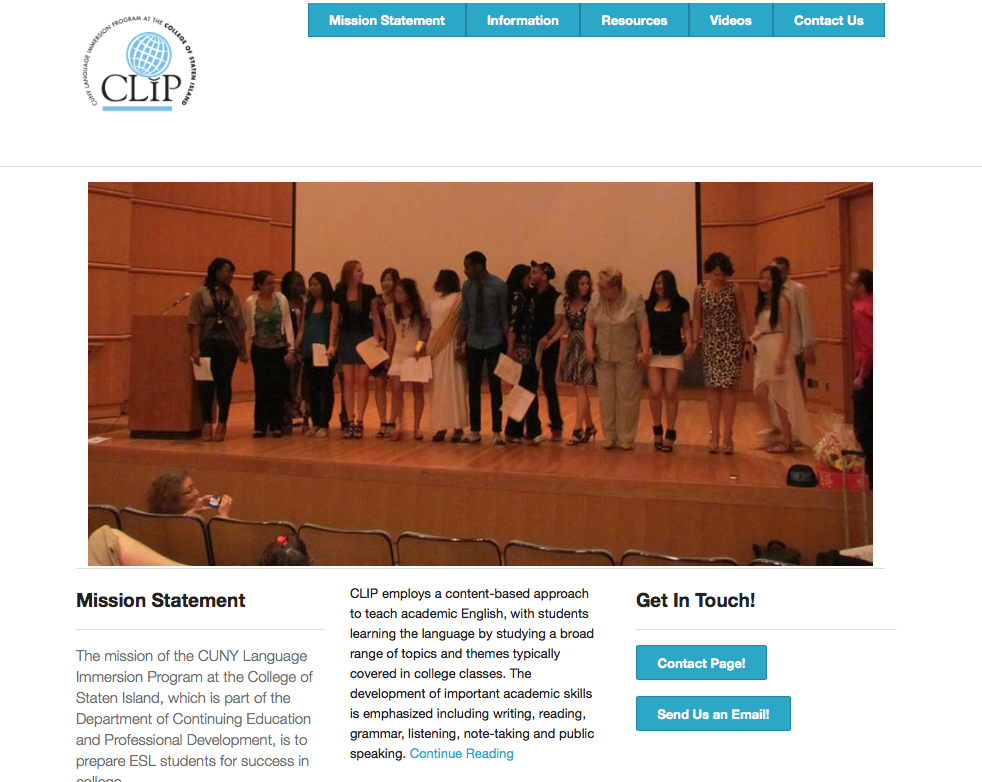 CUNY LANGUAGE IMMERSION PROGRAM AT THE COLLEGE OF STATEN ISLAND
CLIP
Mission Statement
Information
Resources
Videos
Contact Us
Mission Statement
The mission of the CUNY Language
Immersion Program at the College of
Staten Island, which is part of the
Department of Continuing Education
and Professional Development, is to
prepare ESL students for success in
college.
CLIP employs a content-based approach
to teach academic English, with students
learning the language by studying a broad
range of topics and themes typically
covered in college classes. The
development of important academic skills
is emphasized including writing, reading,
grammar, listening, note-taking and public
speaking. Continue Reading
Get In Touch!
Contact Page!
Send Us an Email!